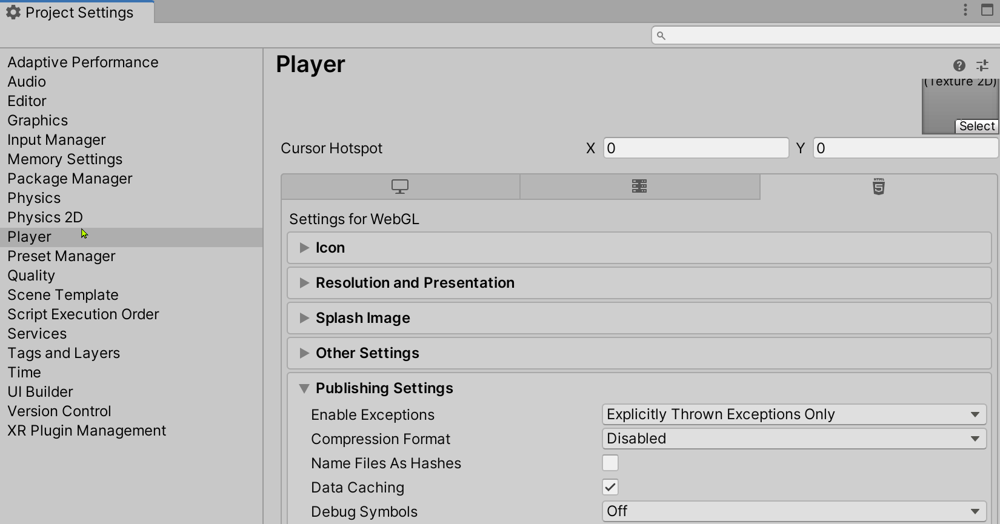 Project Settings
Adaptive Performance
Audio
Editor
Graphics
Input Manager
Memory Settings
Package Manager
Physics
Physics 2D
Player
Preset Manager
Quality
Scene Template
Script Execution Order
Services
Tags and Layers
Time
UI Builder
Version Control
XR Plugin Management
Player
(Texture 2D)
Select
Cursor Hotspot X 0 Y 0
HTML 5
Settings for WebGL
Icon
Resolution and Presentation
Splash Image
Other Settings
Publishing Settings
Enable Exceptions Explicitly Thrown Exceptions Only
Compression Format Disabled
Name Files As Hashes
Data Caching
Debug Symbols Off